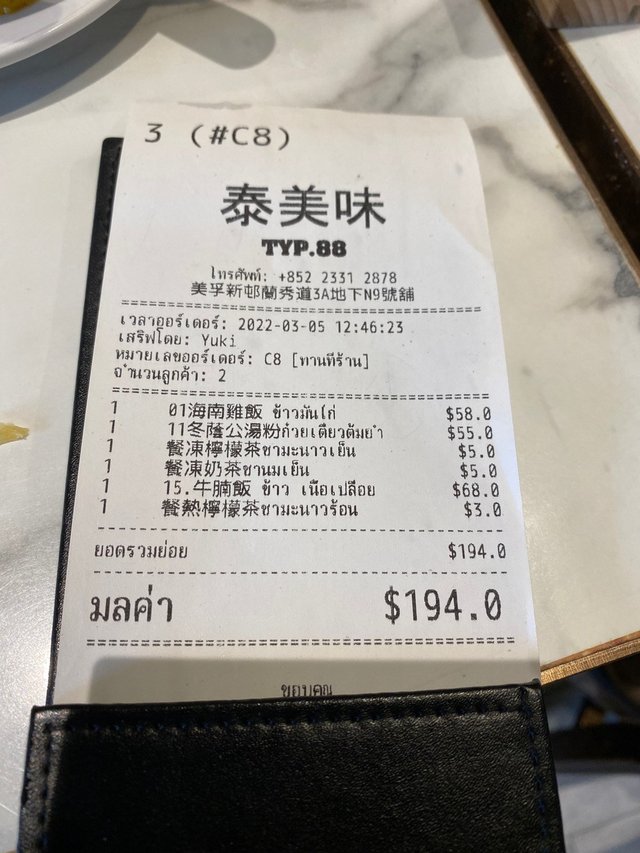 3 (#C8)
泰美味
TYP.88
โทรศัพท์: +852 2331 2878
美孚新邨蘭秀道3A地下N9號舖
เวลาออร์เดอร์: 2022-03-05 12:46:23
เสริฟโดย: Yuki
หมายเลขออร์เดอร์: C8 [ทานที่ร้าน]
จำนวนลูกค้า: 2
1 01海南雞飯 ข้าวมันไก่ $58.0
1 11冬蔭公湯粉ก๋วยเตี๋ยวต้มยำ $55.0
1 餐凍檸檬茶ชามะนาวเย็น $5.0
1 餐凍奶茶ชานมเย็น $5.0
1 15.牛腩飯 ข้าว เนื้อเปลือย $68.0
1 餐熱檸檬茶ชามะนาวร้อน $3.0
ยอดรวมย่อย $194.0
มูลค่า $194.0
ขอบคุณ